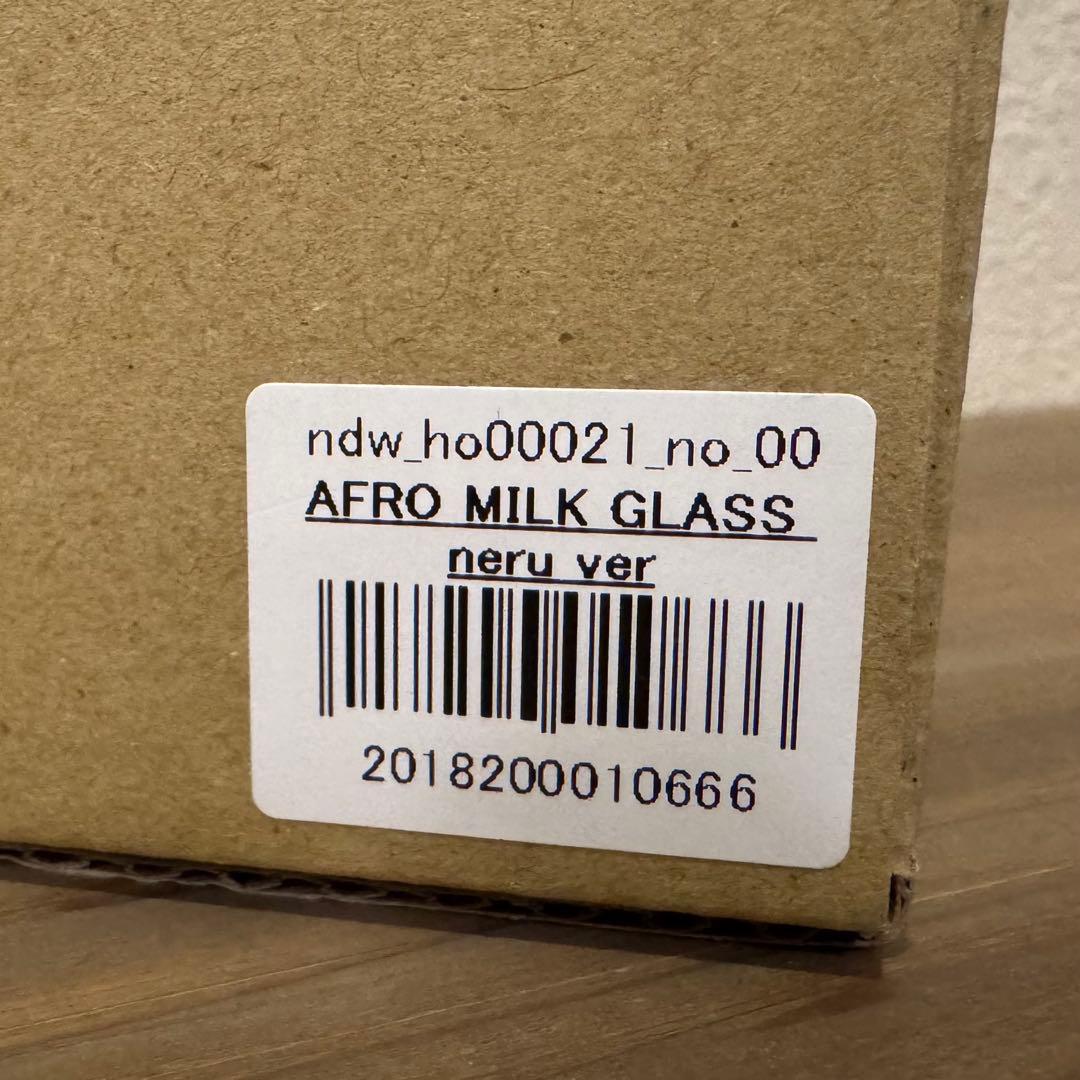 ndw_ho00021_no_00
AFRO MILK GLASS
neru ver
2018200010666